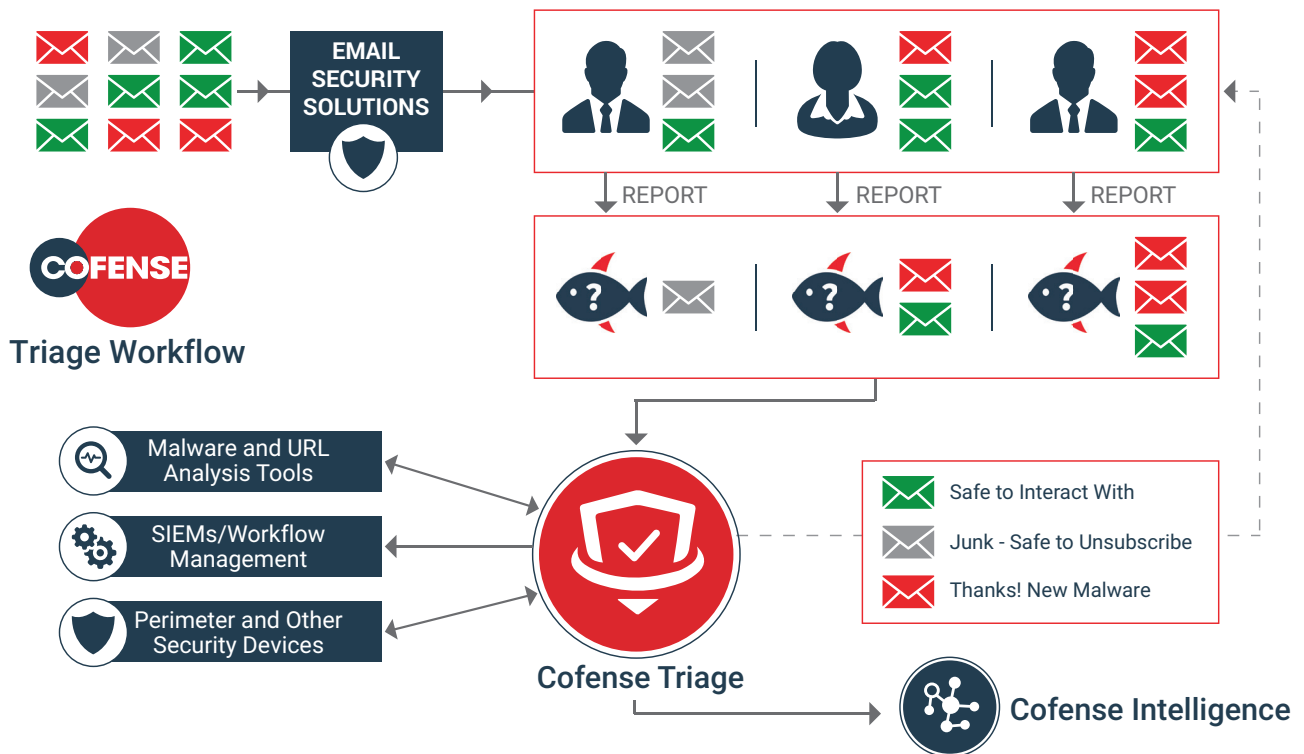 EMAIL
SECURITY
SOLUTIONS
REPORT
REPORT
REPORT
COFENSE
Triage Workflow
?
?
?
Malware and URL
Analysis Tools
SIEMs/Workflow
Management
Perimeter and Other
Security Devices
Safe to Interact With
Junk - Safe to Unsubscribe
Thanks! New Malware
Cofense Triage
Cofense Intelligence